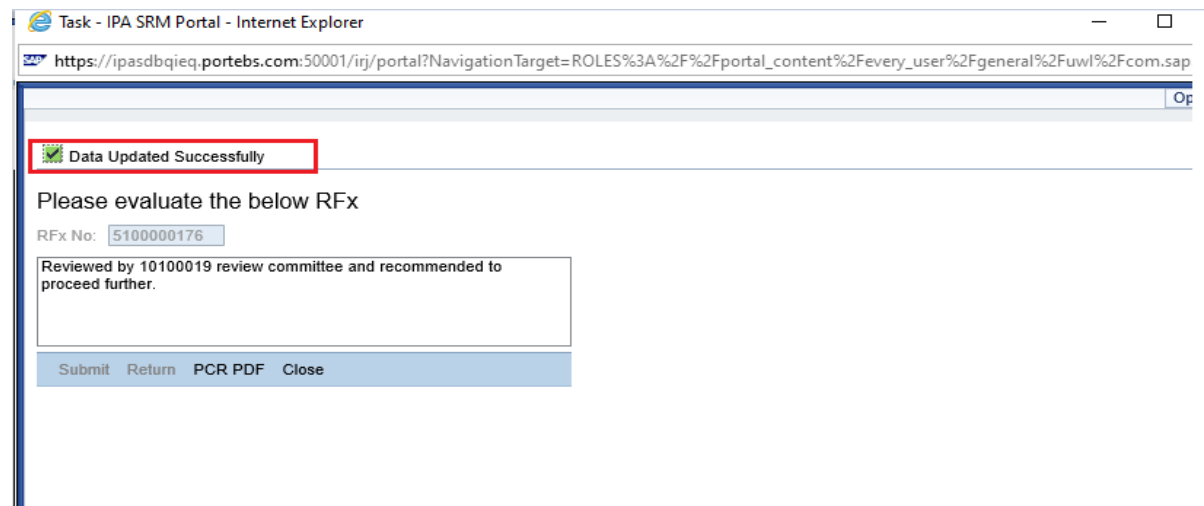 Task - IPA SRM Portal - Internet Explorer
SAP https://ipasdbqieq.portebs.com:50001/irj/portal?NavigationTarget=ROLES%3A%2F%2Fportal_content%2Fevery_user%2Fgeneral%2Fuwl%2Fcom.sap
Op
Data Updated Successfully
Please evaluate the below RFx
RFx No: 5100000176
Reviewed by 10100019 review committee and recommended to
proceed further.
Submit Return PCR PDF Close